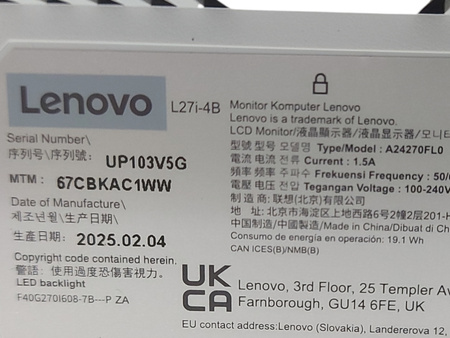 Lenovo
L27i-4B
Serial Number\
序列号\序列號: UP103V5G
MTM : 67CBKAC1WW
Date of Manufacture\
제조년월\生产日期\
生產日期: 2025.02.04
Copyright code contained herein.
警語: 使用過度恐傷害視力。
LED backlight
F40G270I608-7B---P ZA
Monitor Komputer Lenovo
Lenovo is a trademark of Lenovo.
LCD Monitor/液晶顯示器/液晶显示器/모니터
型號 型号 모델명 Type/Model : A24270FL0
電流 电流 전류 Current : 1.5A
頻率 频率 주파수 Frekuensi Frequency : 50/
電壓 电压 전압 Tegangan Voltage : 100-240V
製造商: 联想(北京)有限公司
地 址: 北京市海淀区上地西路6号2幢2层201-H
中国制造/中國製造/Made in China/Dibuat di Ch
Consumo de energía en operación: 19.1 Wh
CAN ICES(B)/NMB(B)
UK
CA
Lenovo, 3rd Floor, 25 Templer Av
Farnborough, GU14 6FE, UK
EU contact address:Lenovo (Slovakia), Landererova 12,